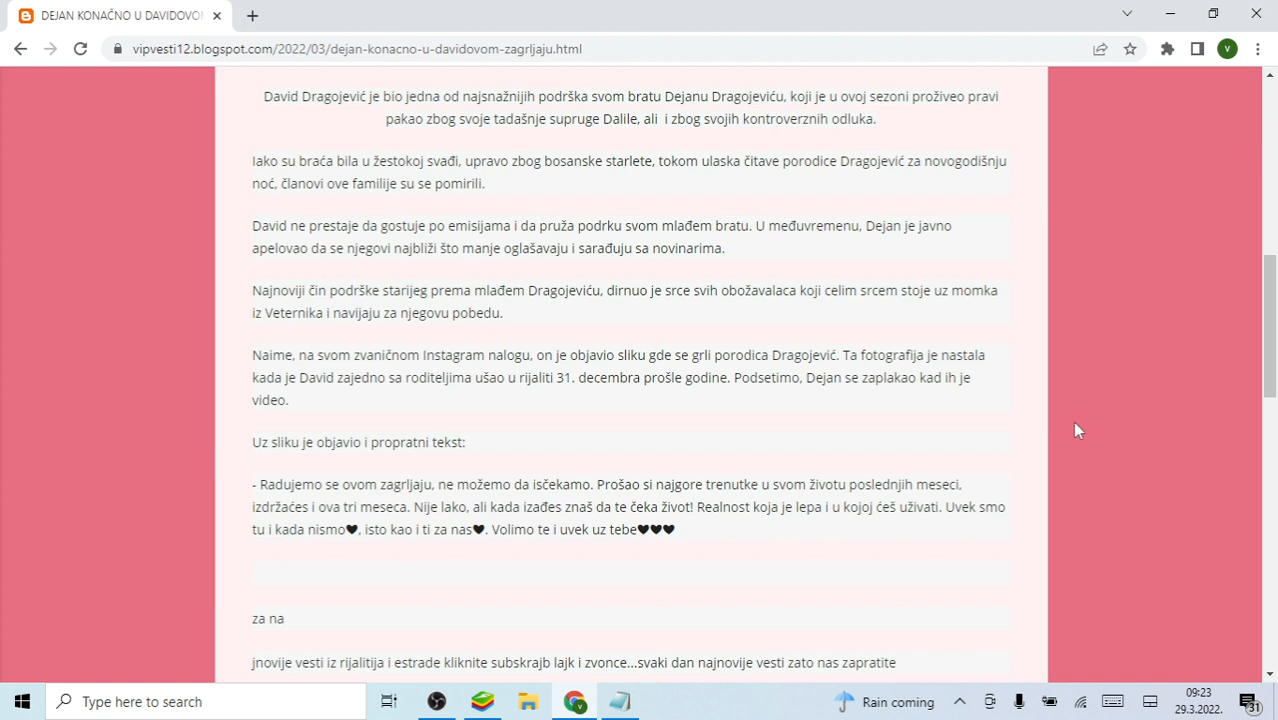 DEJAN KONAČNO U DAVIDOVOM
vipvesti12.blogspot.com/2022/03/dejan-konacno-u-davidovom-zagrljaju.html
V
David Dragojević je bio jedna od najsnažnijih podrška svom bratu Dejanu Dragojeviću, koji je u ovoj sezoni proživeo pravi
pakao zbog svoje tadašnje supruge Dalile, ali i zbog svojih kontroverznih odluka.
Iako su braća bila u žestokoj svađi, upravo zbog bosanske starlete, tokom ulaska čitave porodice Dragojević za novogodišnju
noć, članovi ove familije su se pomirili.
David ne prestaje da gostuje po emisijama i da pruža podrku svom mlađem bratu. U međuvremenu, Dejan je javno
apelovao da se njegovi najbliži što manje oglašavaju i sarađuju sa novinarima.
Najnoviji čin podrške starijeg prema mlađem Dragojeviću, dirnuo je srce svih obožavalaca koji celim srcem stoje uz momka
iz Veternika i navijaju za njegovu pobedu.
Naime, na svom zvaničnom Instagram nalogu, on je objavio sliku gde se grli porodica Dragojević. Ta fotografija je nastala
kada je David zajedno sa roditeljima ušao u rijaliti 31. decembra prošle godine. Podsetimo, Dejan se zaplakao kad ih je
video.
Uz sliku je objavio i propratni tekst:
- Radujemo se ovom zagrljaju, ne možemo da isčekamo. Prošao si najgore trenutke u svom životu poslednjih meseci,
izdržaćes i ova tri meseca. Nije lako, ali kada izađes znaš da te čeka život! Realnost koja je lepa i u kojoj ćeš uživati. Uvek smo
tu i kada nismo♥, isto kao i ti za nas♥. Volimo te i uvek uz tebe♥♥♥
za na
jnovije vesti iz rijalitija i estrade kliknite subskrajb lajk i zvonce...svaki dan najnovije vesti zato nas zapratite
Type here to search
Rain coming
09:23
29.3.2022.
31